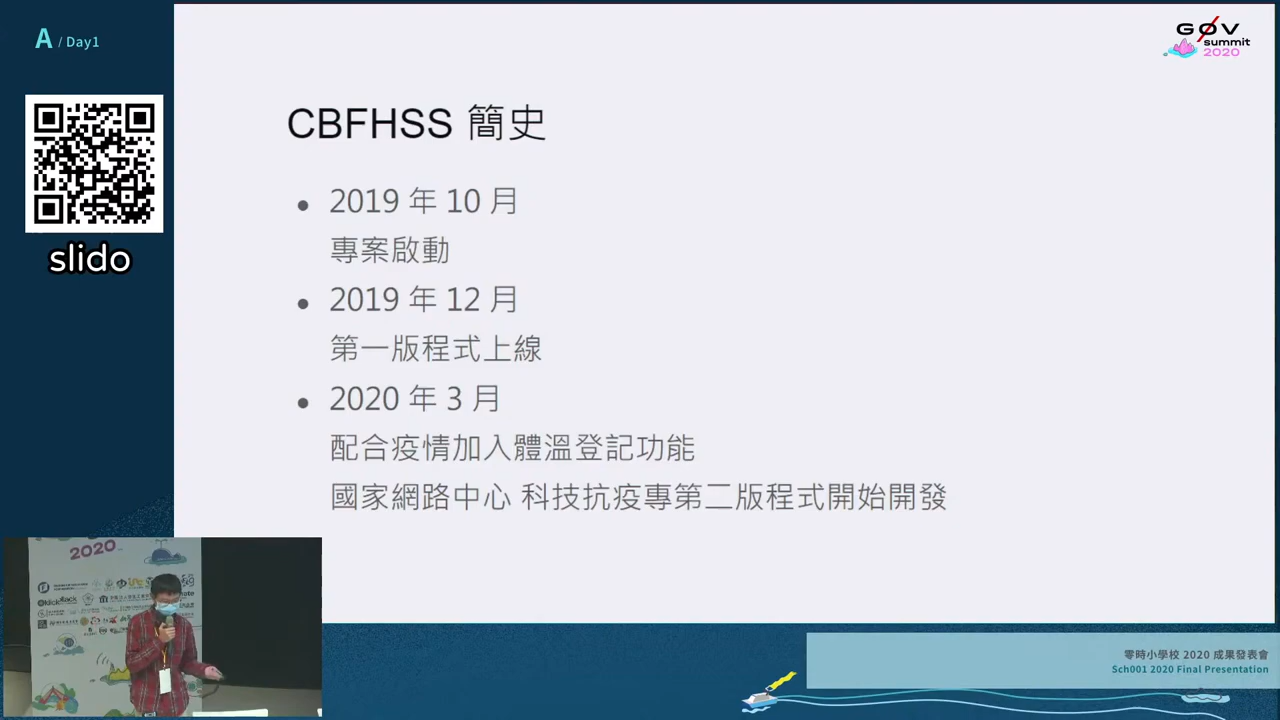 A / Day1
GØV
summit
2020
CBFHSS 簡史
2019 年 10 月
專案啟動
2019 年 12 月
第一版程式上線
2020 年 3 月
配合疫情加入體溫登記功能
國家網路中心 科技抗疫專第二版程式開始開發
slido
2020
零時小學校 2020 成果發表會
Sch001 2020 Final Presentation